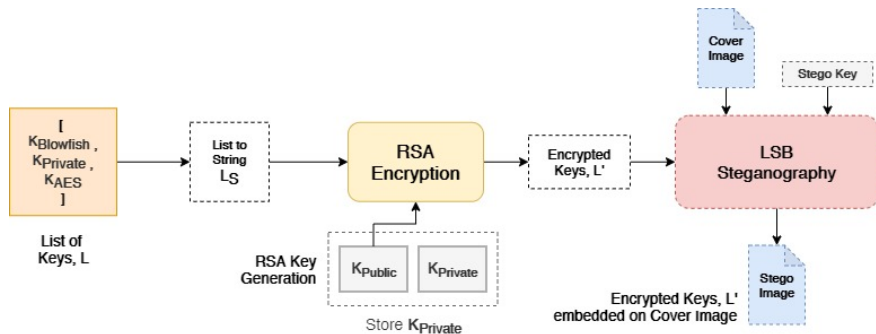 [
KBlowfish ,
KPrivate ,
KAES
]
List of
Keys, L
List to
String
LS
RSA
Encryption
RSA Key
Generation
KPublic
KPrivate
Store KPrivate
Encrypted
Keys, L'
Cover
Image
Stego Key
LSB
Steganography
Stego
Image
Encrypted Keys, L'
embedded on Cover Image